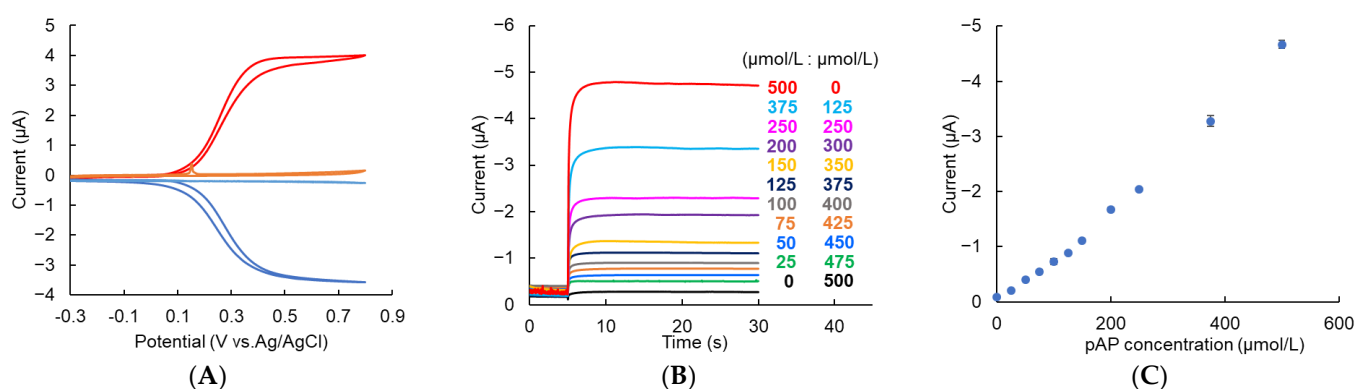 5
4
3
2
1
0
−1
−2
−3
−4
Current (µA)
-0.3 -0.1 0.1 0.3 0.5 0.7 0.9
Potential (V vs.Ag/AgCl)
(A)
−6
−5
−4
−3
−2
−1
0
Current (µA)
(µmol/L : µmol/L)
500 0
375 125
250 250
200 300
150 350
125 375
100 400
75 425
50 450
25 475
0 500
0 10 20 30 40
Time (s)
(B)
−5
−4
−3
−2
−1
0
Current (µA)
0 200 400 600
pAP concentration (µmol/L)
(C)